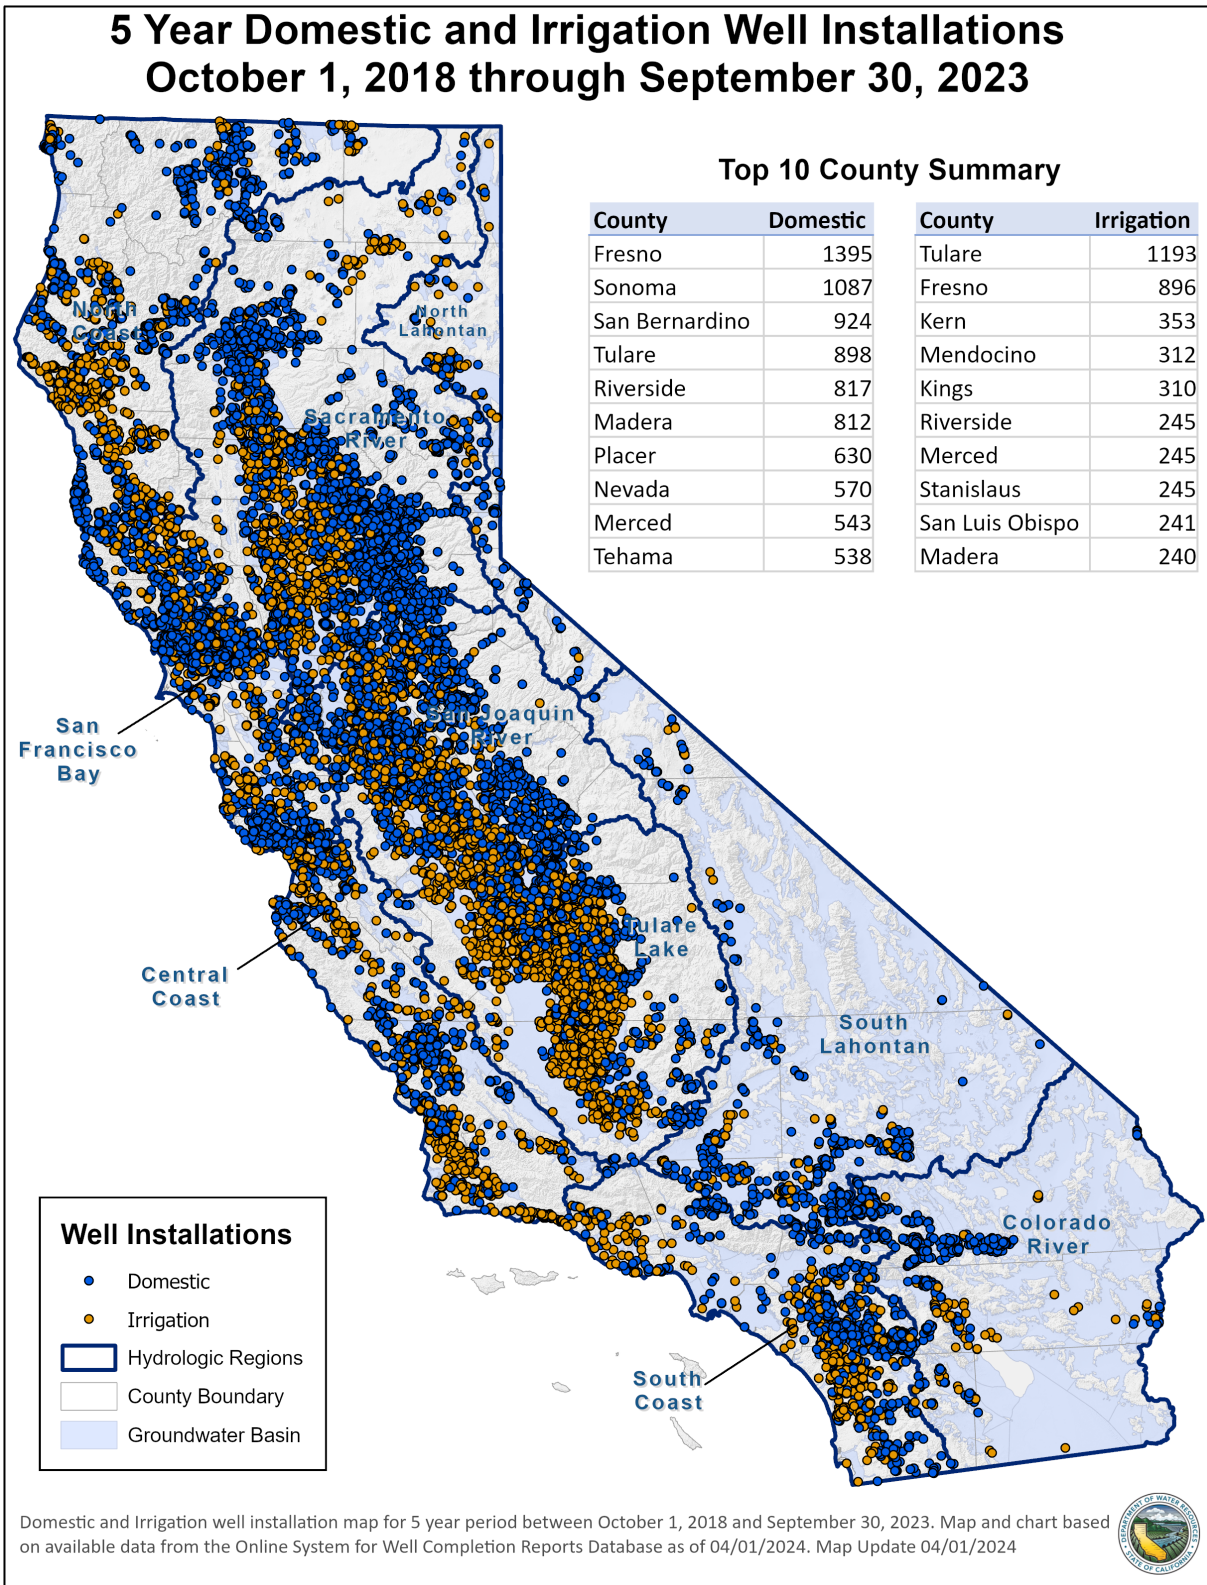 5 Year Domestic and Irrigation Well Installations
October 1, 2018 through September 30, 2023
Top 10 County Summary
County Domestic
Fresno 1395
Sonoma 1087
San Bernardino 924
Tulare 898
Riverside 817
Madera 812
Placer 630
Nevada 570
Merced 543
Tehama 538
County Irrigation
Tulare 1193
Fresno 896
Kern 353
Mendocino 312
Kings 310
Riverside 245
Merced 245
Stanislaus 245
San Luis Obispo 241
Madera 240
North
Coast
North
Lahontan
Sacramento
River
San
Francisco
Bay
San Joaquin
River
Central
Coast
Tulare
Lake
South
Lahontan
Colorado
River
South
Coast
Well Installations
Domestic
Irrigation
Hydrologic Regions
County Boundary
Groundwater Basin
Domestic and Irrigation well installation map for 5 year period between October 1, 2018 and September 30, 2023. Map and chart based
on available data from the Online System for Well Completion Reports Database as of 04/01/2024. Map Update 04/01/2024
DEPARTMENT OF WATER RESOURCES
STATE OF CALIFORNIA